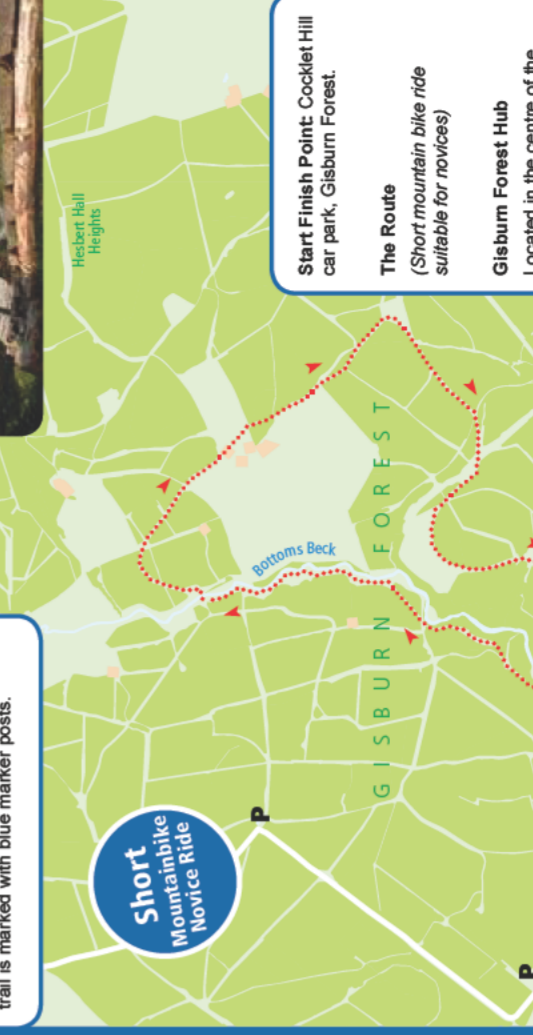 trail is marked with blue marker posts.
Short
Mountainbike
Novice Ride
P
P
Hesbert Hall
Heights
Bottoms Beck
GISBURN FOREST
Start Finish Point: Cocklet Hill
car park, Gisburn Forest.
The Route
(Short mountain bike ride
suitable for novices)
Gisburn Forest Hub
Located in the centre of the